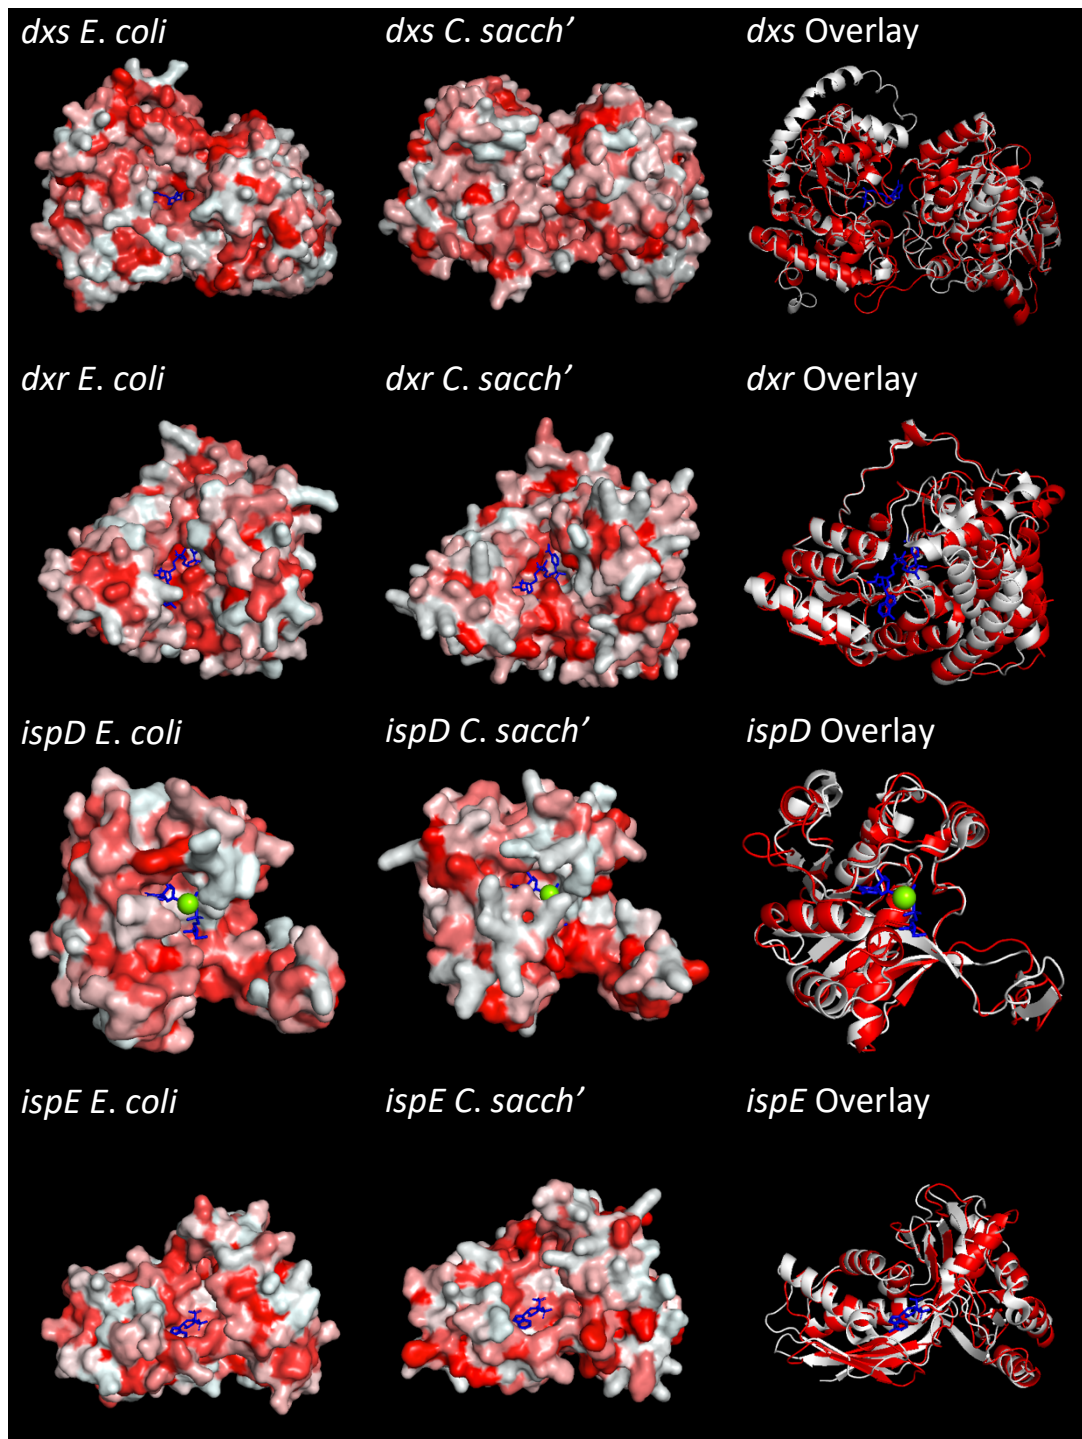 dxs E. coli
dxs C. sacch’
dxs Overlay
dxr E. coli
dxr C. sacch’
dxr Overlay
ispD E. coli
ispD C. sacch’
ispD Overlay
ispE E. coli
ispE C. sacch’
ispE Overlay